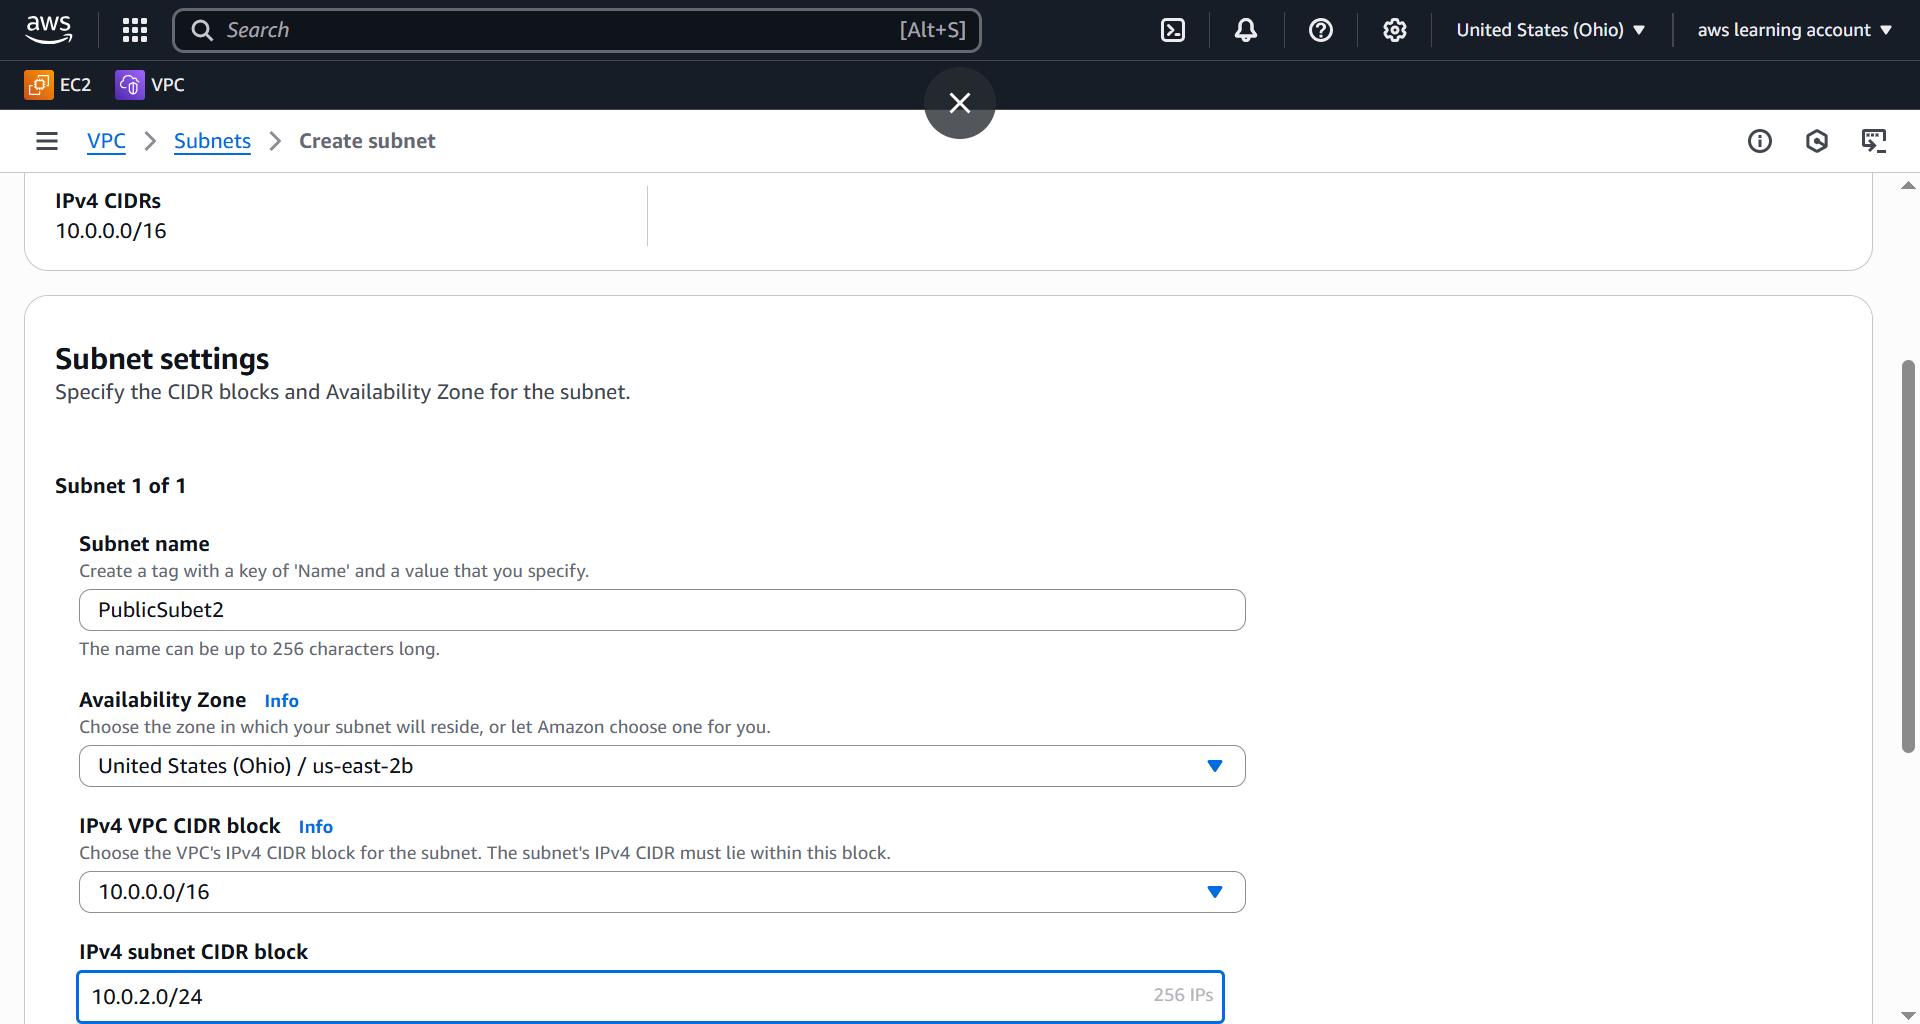 aws
Search [Alt+S]
United States (Ohio)
aws learning account
EC2
VPC
VPC
Subnets
Create subnet
IPv4 CIDRs
10.0.0.0/16
Subnet settings
Specify the CIDR blocks and Availability Zone for the subnet.
Subnet 1 of 1
Subnet name
Create a tag with a key of 'Name' and a value that you specify.
PublicSubet2
The name can be up to 256 characters long.
Availability Zone Info
Choose the zone in which your subnet will reside, or let Amazon choose one for you.
United States (Ohio) / us-east-2b
IPv4 VPC CIDR block Info
Choose the VPC's IPv4 CIDR block for the subnet. The subnet's IPv4 CIDR must lie within this block.
10.0.0.0/16
IPv4 subnet CIDR block
10.0.2.0/24 256 IPs